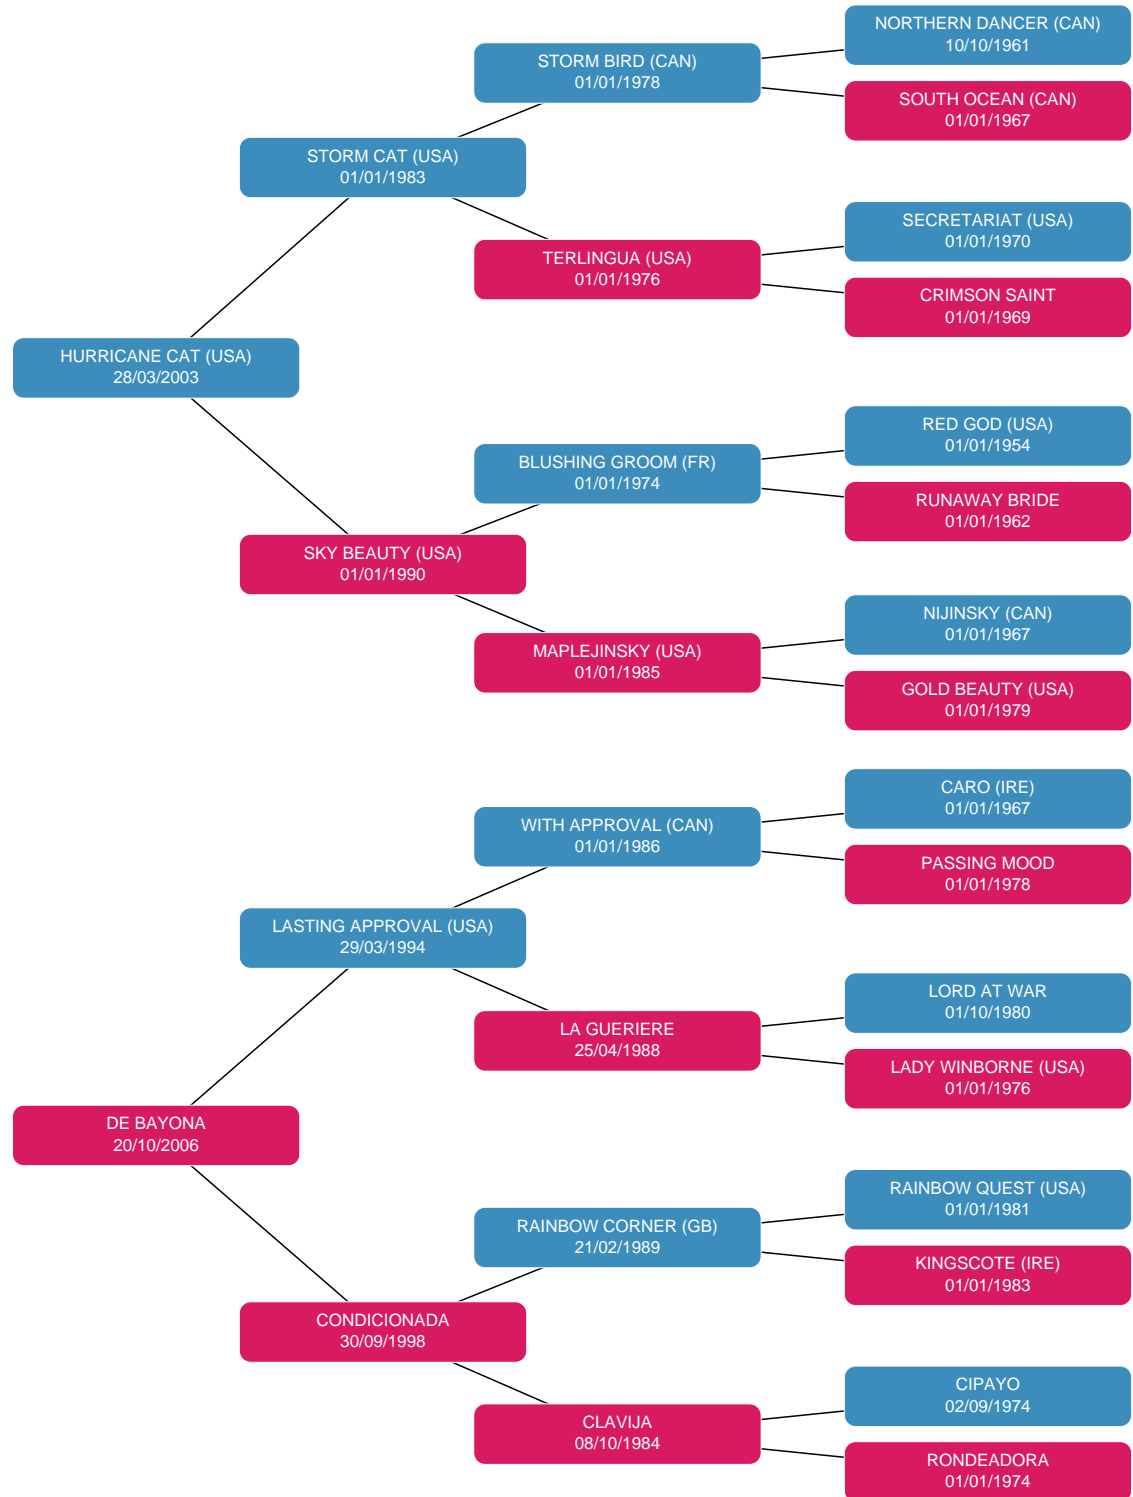 NORTHERN DANCER (CAN)
10/10/1961
STORM BIRD (CAN)
01/01/1978
SOUTH OCEAN (CAN)
01/01/1967
STORM CAT (USA)
01/01/1983
SECRETARIAT (USA)
01/01/1970
TERLINGUA (USA)
01/01/1976
CRIMSON SAINT
01/01/1969
HURRICANE CAT (USA)
28/03/2003
RED GOD (USA)
01/01/1954
BLUSHING GROOM (FR)
01/01/1974
RUNAWAY BRIDE
01/01/1962
SKY BEAUTY (USA)
01/01/1990
NIJINSKY (CAN)
01/01/1967
MAPLEJINSKY (USA)
01/01/1985
GOLD BEAUTY (USA)
01/01/1979
CARO (IRE)
01/01/1967
WITH APPROVAL (CAN)
01/01/1986
PASSING MOOD
01/01/1978
LASTING APPROVAL (USA)
29/03/1994
LORD AT WAR
01/10/1980
LA GUERIERE
25/04/1988
LADY WINBORNE (USA)
01/01/1976
DE BAYONA
20/10/2006
RAINBOW QUEST (USA)
01/01/1981
RAINBOW CORNER (GB)
21/02/1989
KINGSCOTE (IRE)
01/01/1983
CONDICIONADA
30/09/1998
CIPAYO
02/09/1974
CLAVIJA
08/10/1984
RONDEADORA
01/01/1974